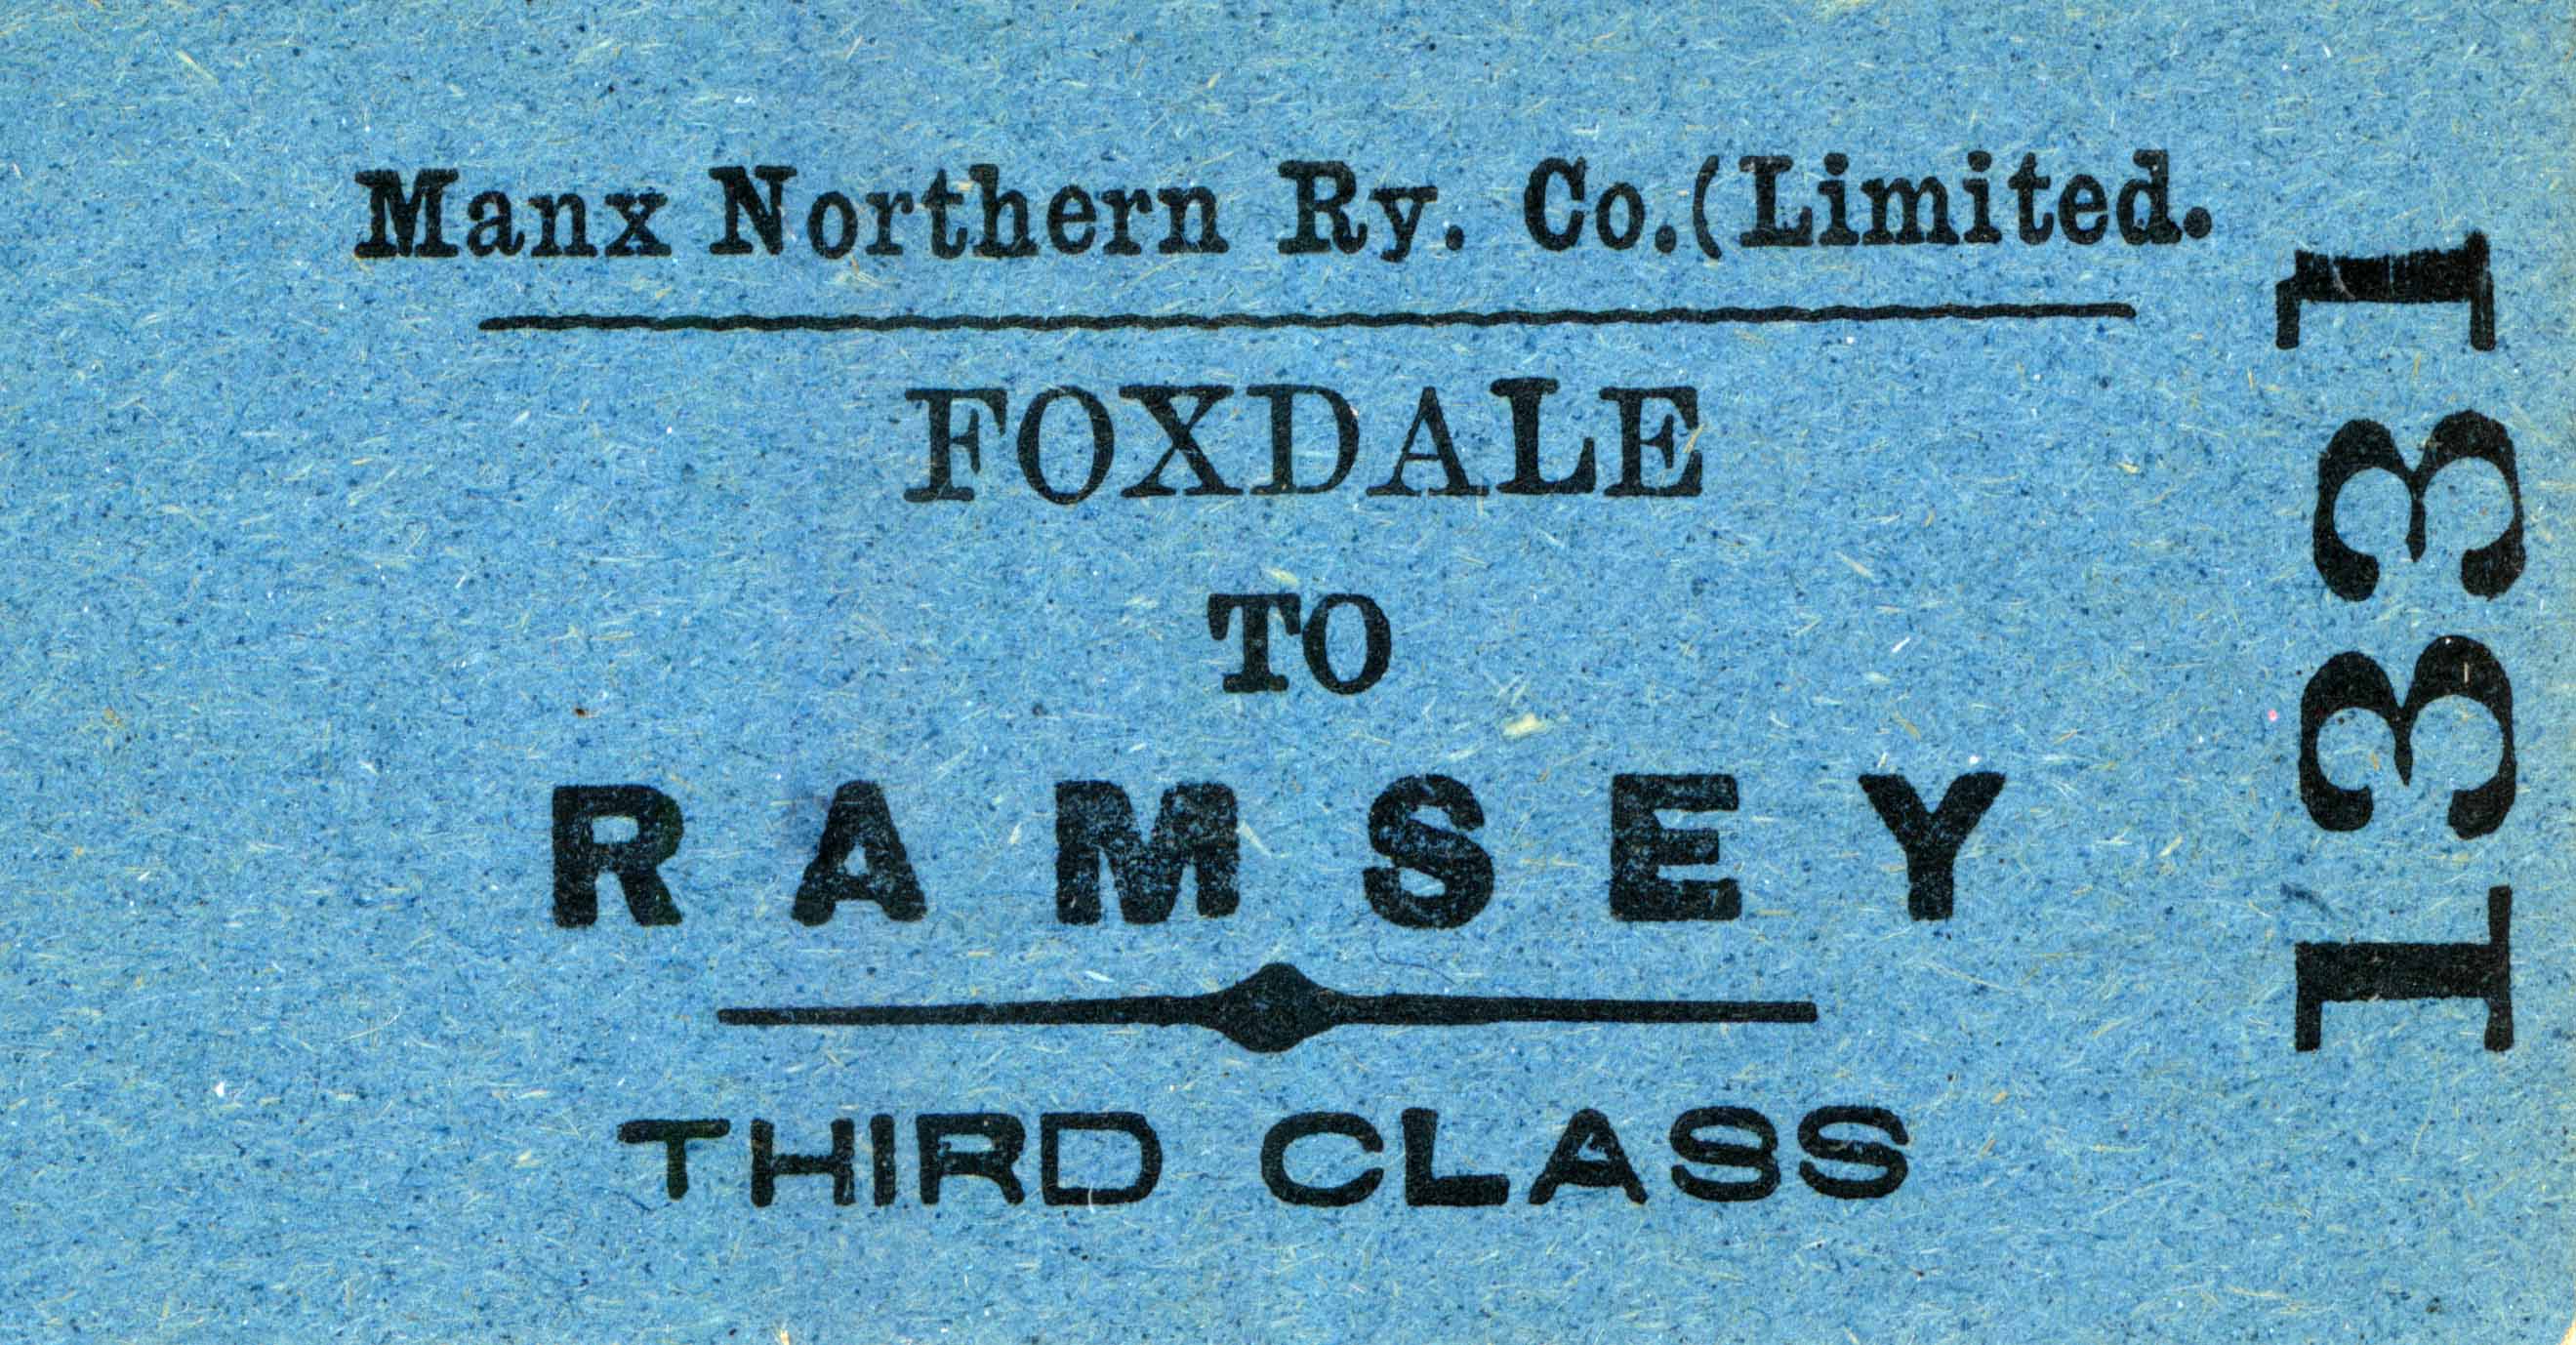 Manx Northern Ry. Co.(Limited.
FOXDALE
TO
RAMSEY
THIRD CLASS
1331